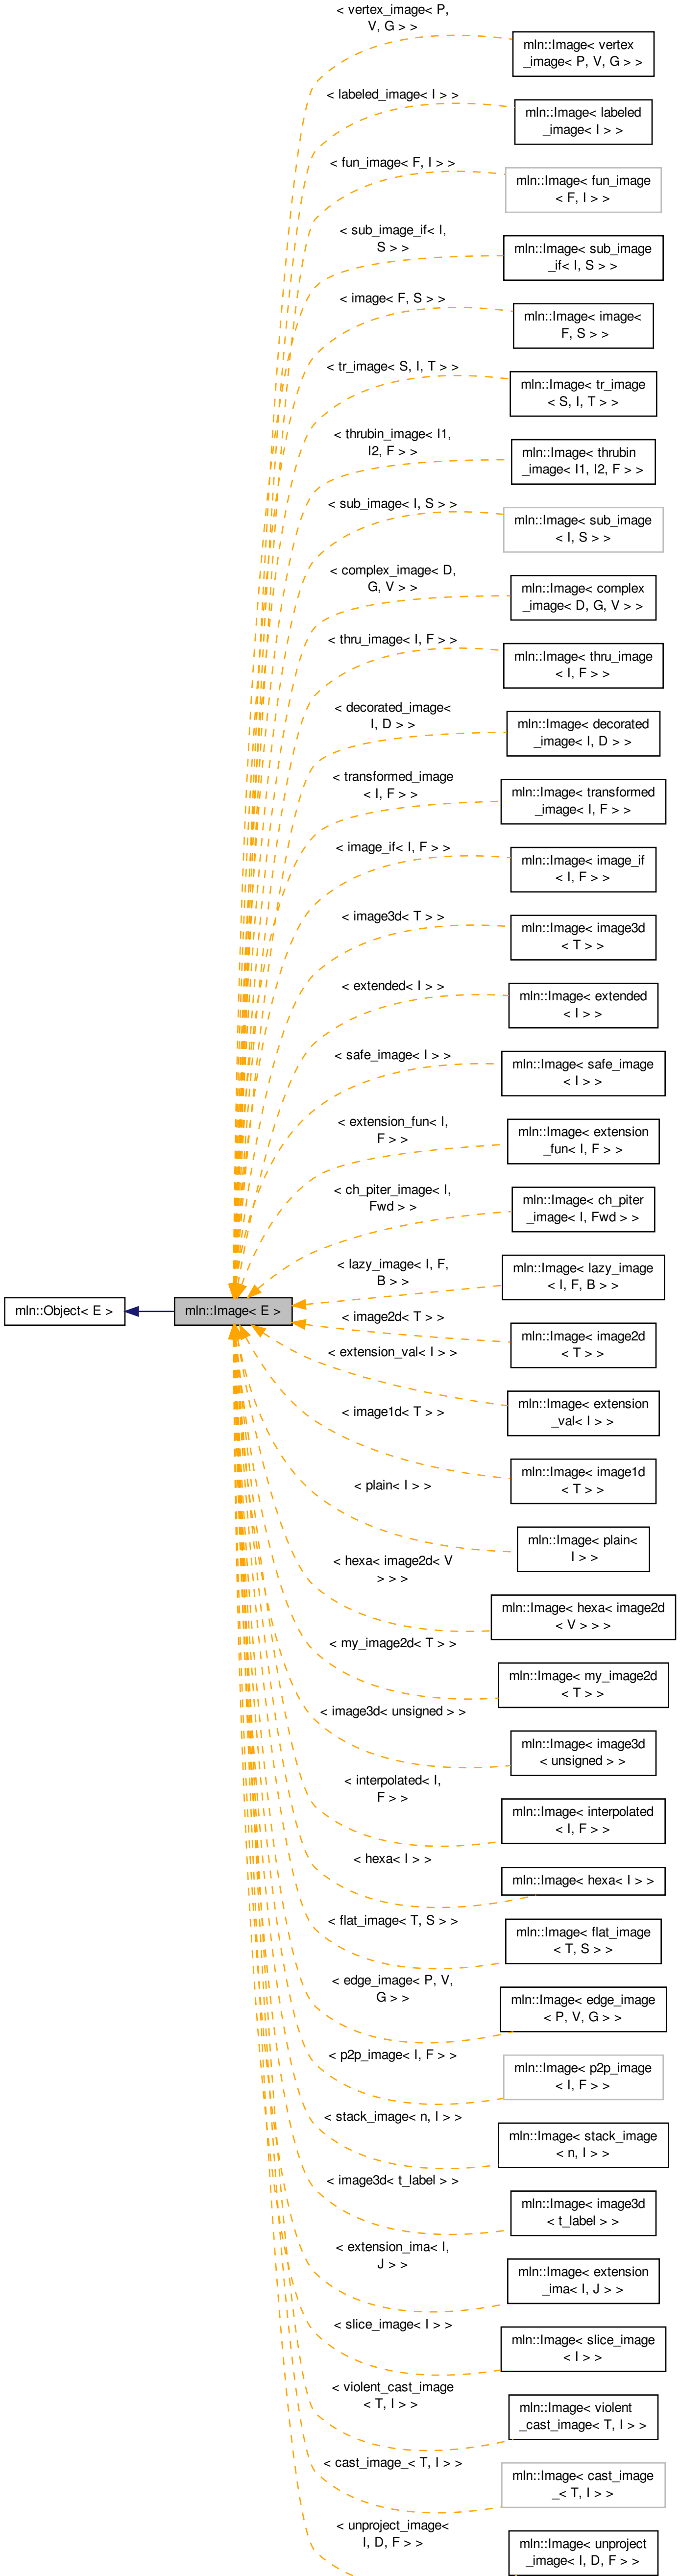 < vertex_image< P,
V, G > >
mln::Image< vertex
_image< P, V, G > >
< labeled_image< I > >
mln::Image< labeled
_image< I > >
< fun_image< F, I > >
mln::Image< fun_image
< F, I > >
< sub_image_if< I,
S > >
mln::Image< sub_image
_if< I, S > >
< image< F, S > >
mln::Image< image<
F, S > >
< tr_image< S, I, T > >
mln::Image< tr_image
< S, I, T > >
< thrubin_image< I1,
I2, F > >
mln::Image< thrubin
_image< I1, I2, F > >
< sub_image< I, S > >
mln::Image< sub_image
< I, S > >
< complex_image< D,
G, V > >
mln::Image< complex
_image< D, G, V > >
< thru_image< I, F > >
mln::Image< thru_image
< I, F > >
< decorated_image<
I, D > >
mln::Image< decorated
_image< I, D > >
< transformed_image
< I, F > >
mln::Image< transformed
_image< I, F > >
< image_if< I, F > >
mln::Image< image_if
< I, F > >
< image3d< T > >
mln::Image< image3d
< T > >
< extended< I > >
mln::Image< extended
< I > >
< safe_image< I > >
mln::Image< safe_image
< I > >
< extension_fun< I,
F > >
mln::Image< extension
_fun< I, F > >
< ch_piter_image< I,
Fwd > >
mln::Image< ch_piter
_image< I, Fwd > >
< lazy_image< I, F,
B > >
mln::Image< lazy_image
< I, F, B > >
mln::Object< E >
mln::Image< E >
< image2d< T > >
mln::Image< image2d
< T > >
< extension_val< I > >
mln::Image< extension
_val< I > >
< image1d< T > >
mln::Image< image1d
< T > >
< plain< I > >
mln::Image< plain<
I > >
< hexa< image2d< V
> > >
mln::Image< hexa< image2d
< V > > >
< my_image2d< T > >
mln::Image< my_image2d
< T > >
< image3d< unsigned > >
mln::Image< image3d
< unsigned > >
< interpolated< I,
F > >
mln::Image< interpolated
< I, F > >
< hexa< I > >
mln::Image< hexa< I > >
< flat_image< T, S > >
mln::Image< flat_image
< T, S > >
< edge_image< P, V,
G > >
mln::Image< edge_image
< P, V, G > >
< p2p_image< I, F > >
mln::Image< p2p_image
< I, F > >
< stack_image< n, I > >
mln::Image< stack_image
< n, I > >
< image3d< t_label > >
mln::Image< image3d
< t_label > >
< extension_ima< I,
J > >
mln::Image< extension
_ima< I, J > >
< slice_image< I > >
mln::Image< slice_image
< I > >
< violent_cast_image
< T, I > >
mln::Image< violent
_cast_image< T, I > >
< cast_image_< T, I > >
mln::Image< cast_image
_< T, I > >
< unproject_image<
I, D, F > >
mln::Image< unproject
_image< I, D, F > >